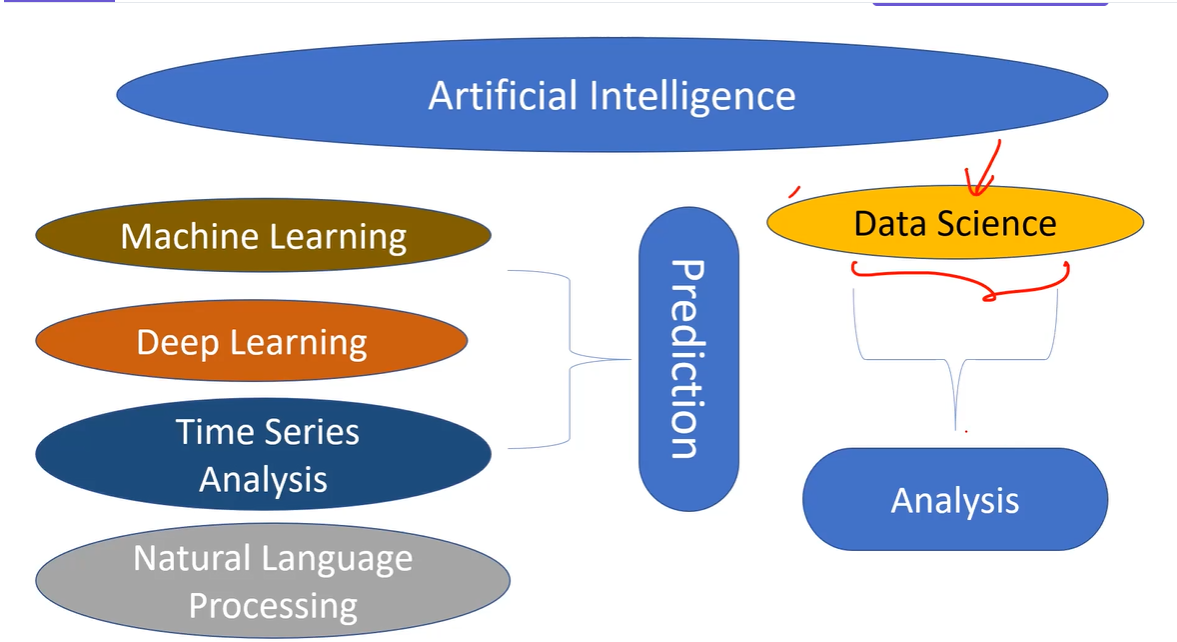 Artificial Intelligence
Machine Learning
Deep Learning
Time Series
Analysis
Natural Language
Processing
Prediction
Data Science
Analysis